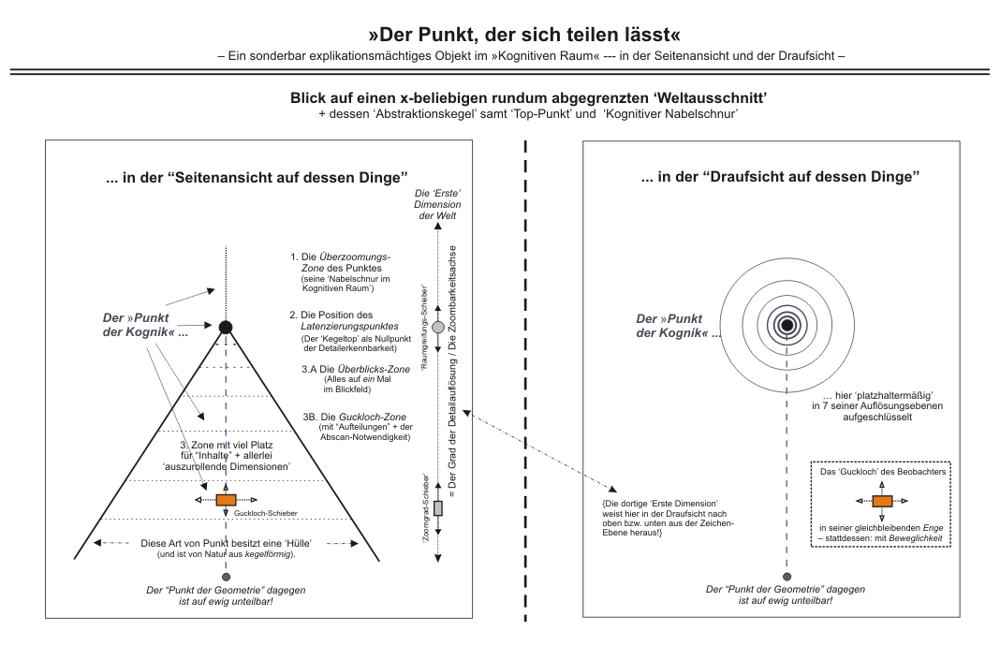 »Der Punkt, der sich teilen lässt«
– Ein sonderbar explikationsmächtiges Objekt im »Kognitiven Raum« --- in der Seitenansicht und der Draufsicht –
Blick auf einen x-beliebigen rundum abgegrenzten ‘Weltausschnitt’
+ dessen ‘Abstraktionskegel’ samt ‘Top-Punkt’ und ‘Kognitiver Nabelschnur’
... in der “Seitenansicht auf dessen Dinge”
Die ‘Erste’
Dimension
der Welt
1. Die Überzoomungs-
Zone des Punktes
(seine ‘Nabelschnur im
Kognitiven Raum’)
Der »Punkt
der Kognik« ...
2. Die Position des
Latenzierungspunktes
(Der ‘Kegeltop’ als Nullpunkt
der Detailerkennbarkeit)
3.A Die Überblicks-Zone
(Alles auf ein Mal
im Blickfeld)
3B. Die Guckloch-Zone
(mit “Aufteilungen” + der
Abscan-Notwendigkeit)
3. Zone mit viel Platz
für “Inhalte” + allerlei
‘auszurollende Dimensionen’
Guckloch-Schieber
Diese Art von Punkt besitzt eine ‘Hülle’
(und ist von Natur aus kegelförmig).
Der “Punkt der Geometrie” dagegen
ist auf ewig unteilbar!
‘Raumgreifungs-Schieber’
‘Zoomgrad-Schieber’
= Der Grad der Detailauflösung / Die Zoombarkeitsachse
... in der “Draufsicht auf dessen Dinge”
Der »Punkt
der Kognik« ...
… hier ‘platzhaltermäßig’
in 7 seiner Auflösungsebenen
aufgeschlüsselt
Das ‘Guckloch’ des Beobachters
in seiner gleichbleibenden Enge
– stattdessen: mit Beweglichkeit
{Die dortige ‘Erste Dimension’
weist hier in der Draufsicht nach
oben bzw. unten aus der Zeichen-
Ebene heraus!}
Der “Punkt der Geometrie” dagegen
ist auf ewig unteilbar!